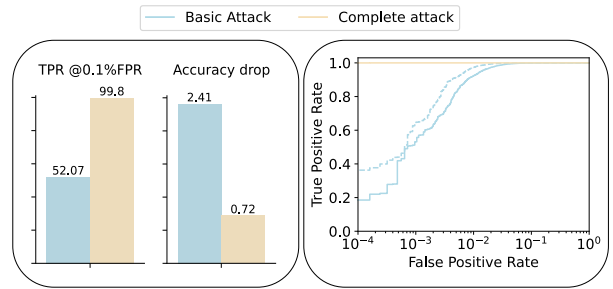 Basic Attack
Complete attack
TPR @0.1%FPR
Accuracy drop
52.07
99.8
2.41
0.72
True Positive Rate
1.0
0.8
0.6
0.4
0.2
0.0
10⁻⁴
10⁻³
10⁻²
10⁻¹
10⁰
False Positive Rate